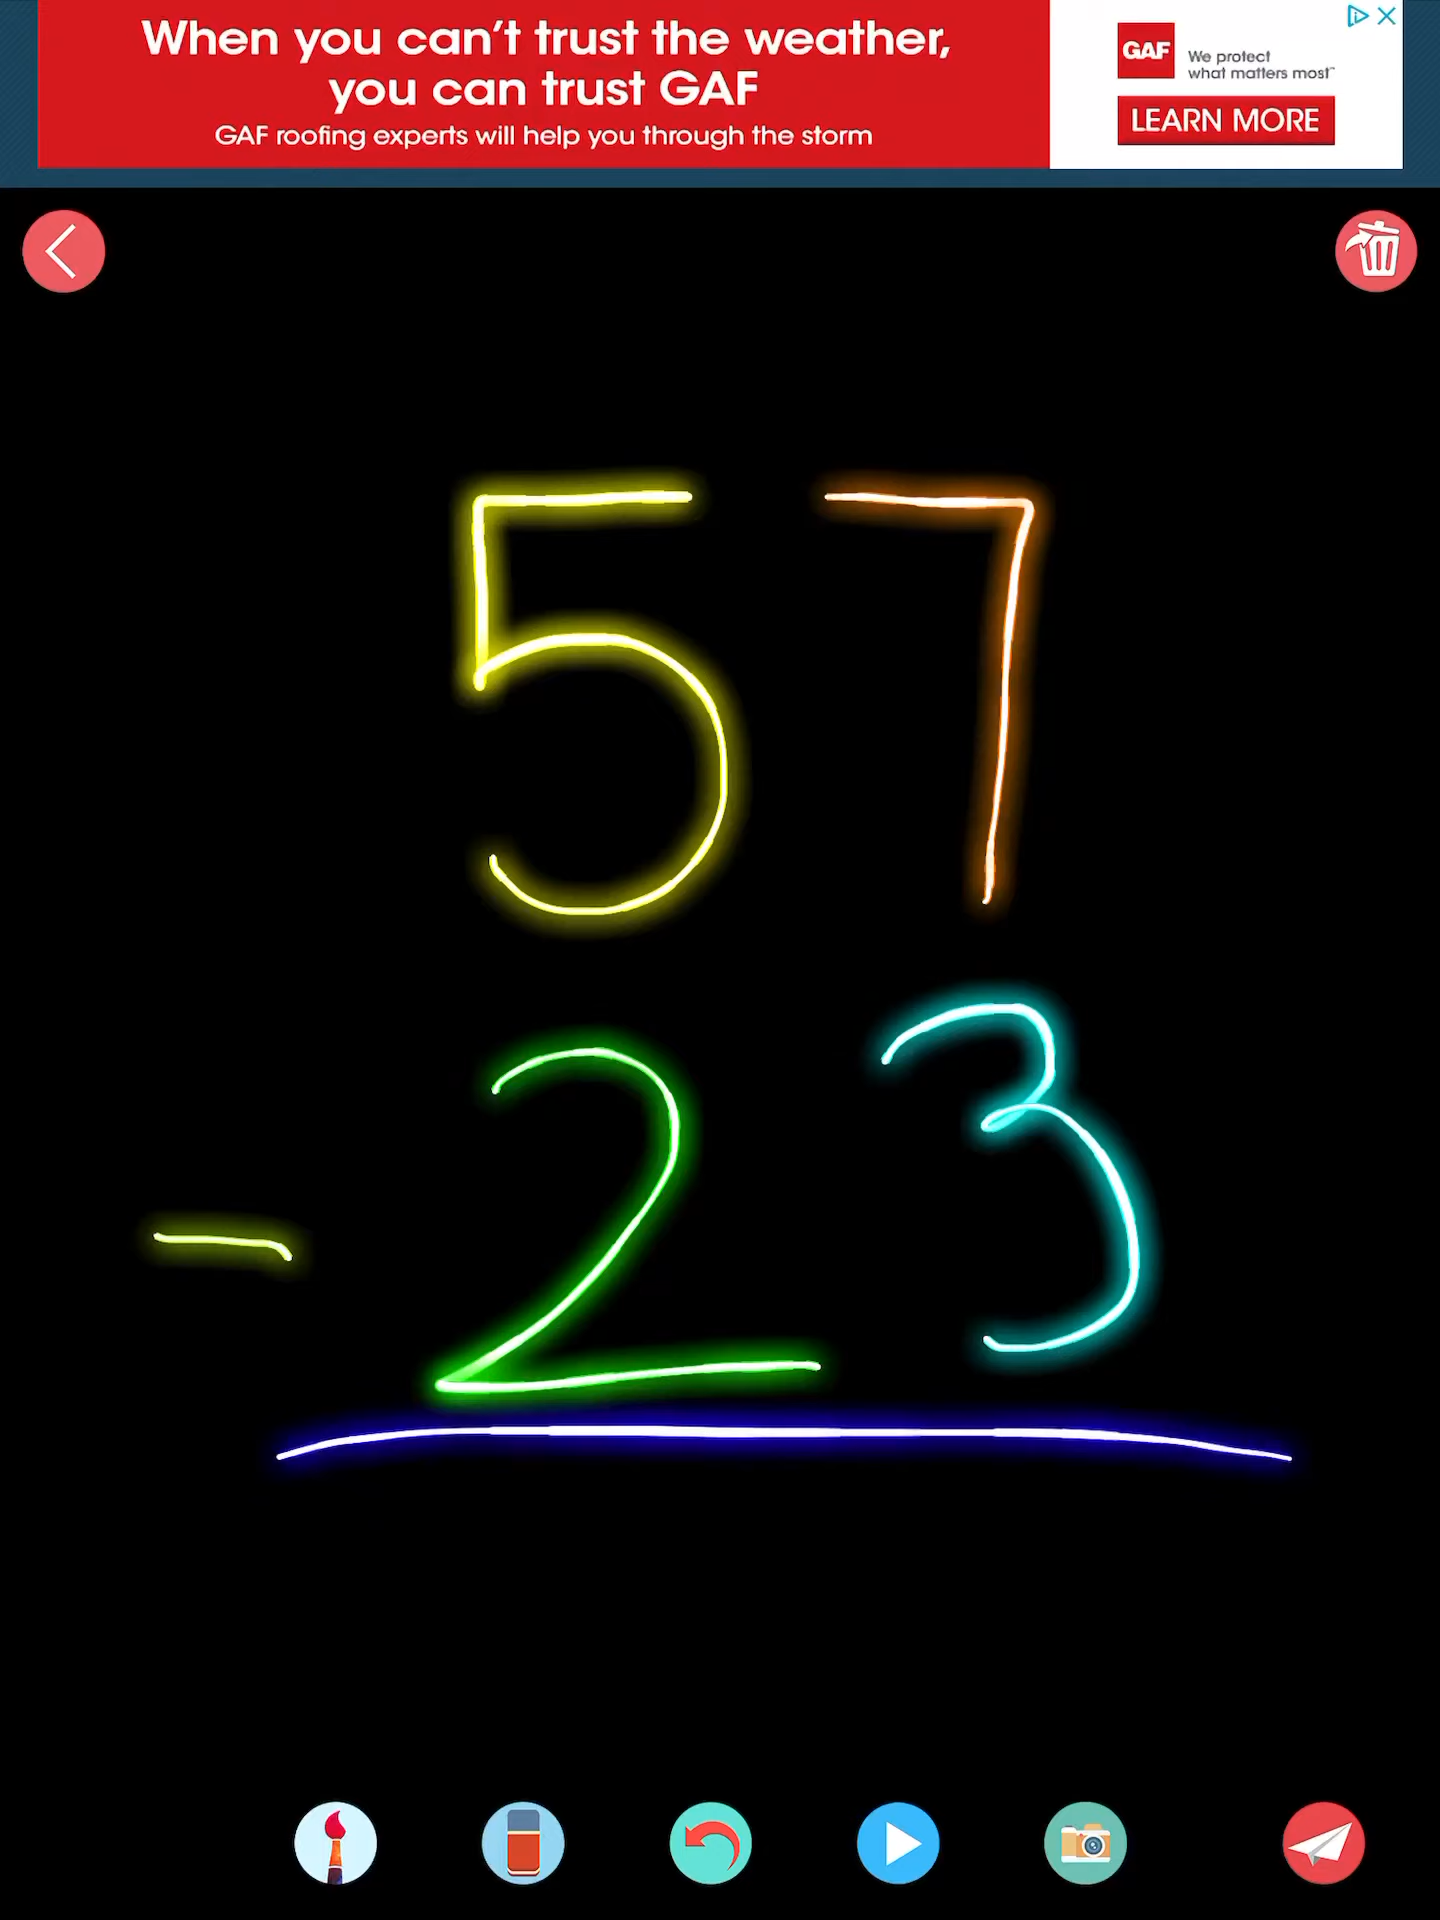 When you can't trust the weather,
you can trust GAF
GAF roofing experts will help you through the storm
GAF
We protect
what matters most™
LEARN MORE
57
- 23